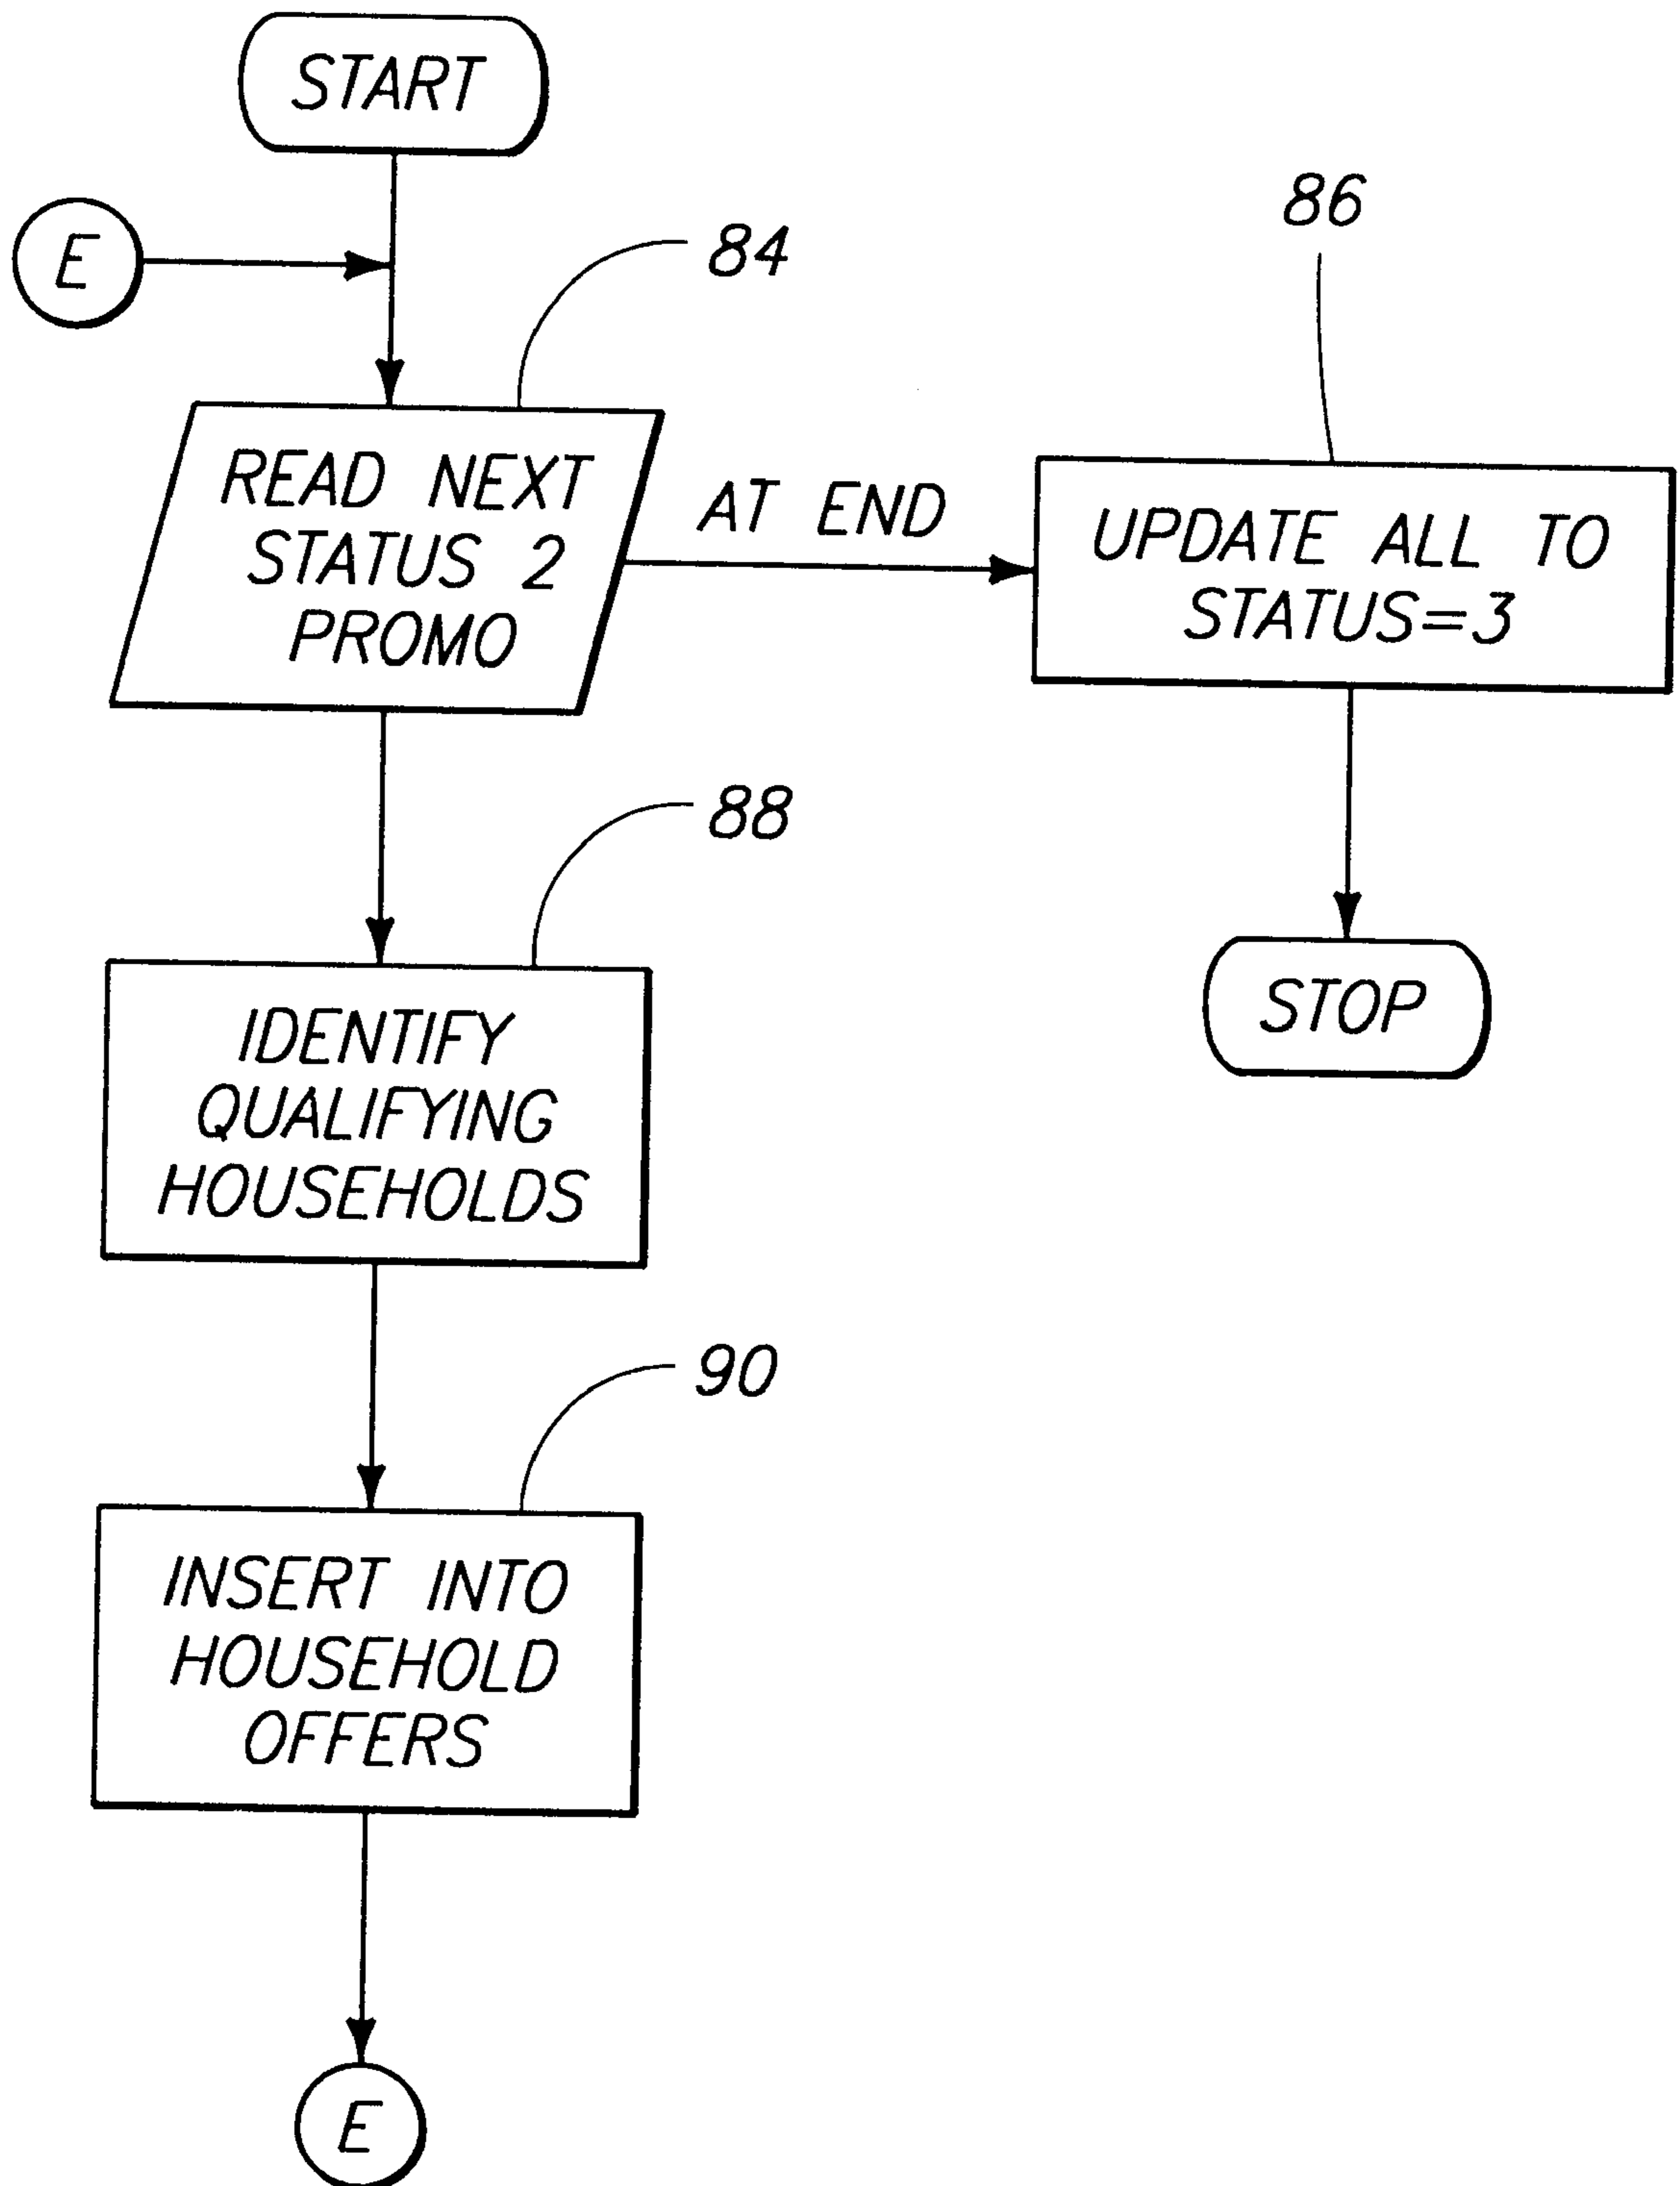 START
E
84
86
READ NEXT
STATUS 2
PROMO
AT END
UPDATE ALL TO
STATUS=3
88
STOP
IDENTIFY
QUALIFYING
HOUSEHOLDS
90
INSERT INTO
HOUSEHOLD
OFFERS
E